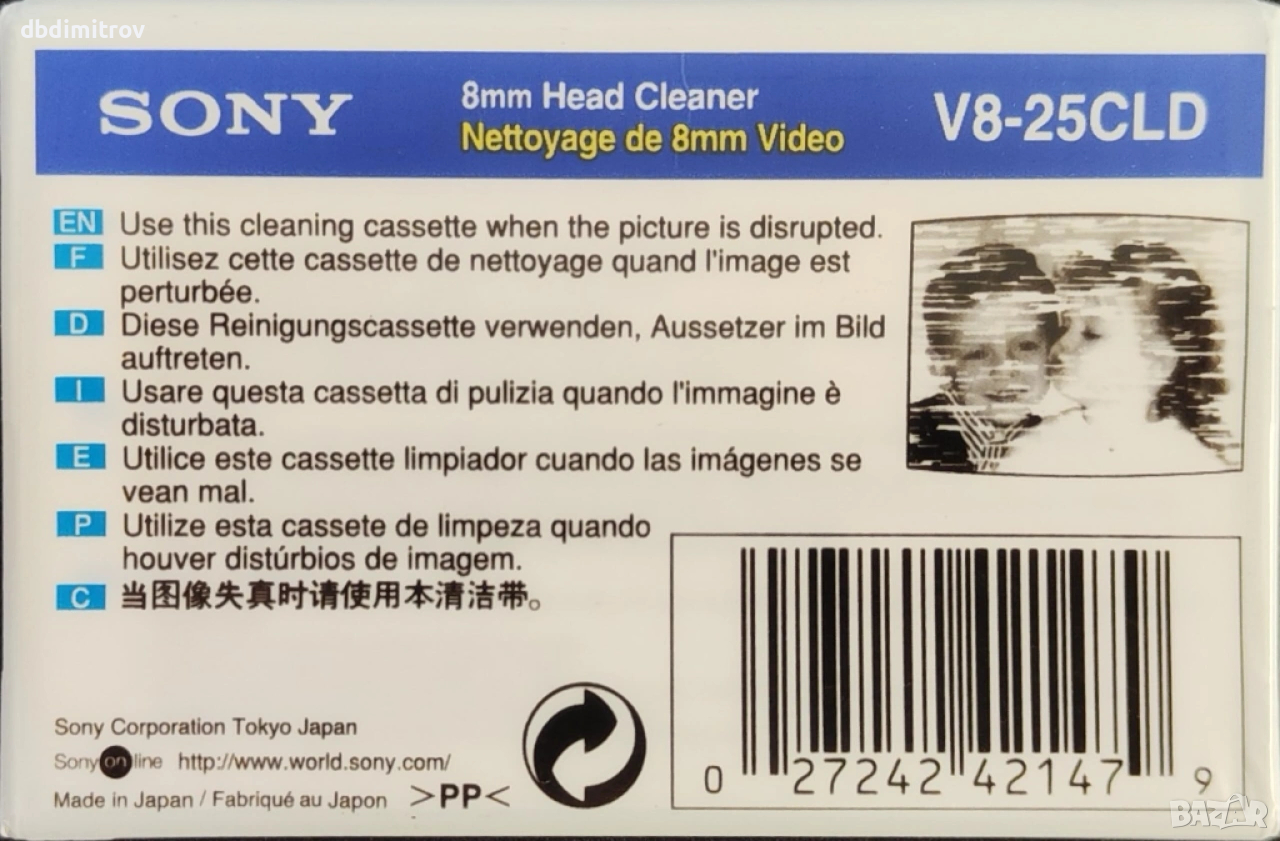 dbdimitrov
SONY
8mm Head Cleaner
Nettoyage de 8mm Video
V8-25CLD
EN Use this cleaning cassette when the picture is disrupted.
F Utilisez cette cassette de nettoyage quand l'image est
perturbée.
D Diese Reinigungscassette verwenden, Aussetzer im Bild
auftreten.
I Usare questa cassetta di pulizia quando l'immagine è
disturbata.
E Utilice este cassette limpiador cuando las imágenes se
vean mal.
P Utilize esta cassete de limpeza quando
houver distúrbios de imagem.
C 当图像失真时请使用本清洁带。
Sony Corporation Tokyo Japan
Sony on line http://www.world.sony.com/
Made in Japan / Fabriqué au Japon >PP<
0 27242 42147 9
BAZAR